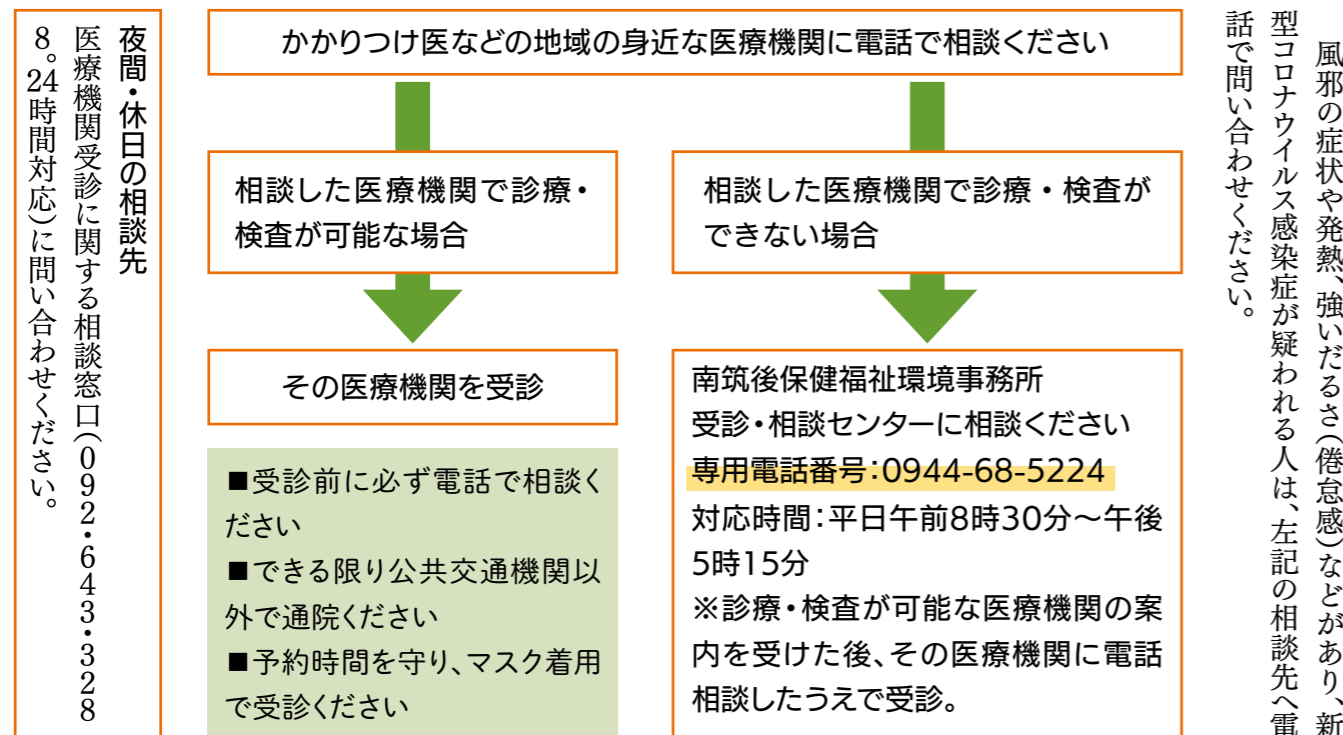 風邪の症状や発熱、強いだるさ(倦怠感)などがあり、新
型コロナウイルス感染症が疑われる人は、左記の相談先へ電
話で問い合わせください。
かかりつけ医などの地域の身近な医療機関に電話で相談ください
相談した医療機関で診療・
検査が可能な場合
その医療機関を受診
■受診前に必ず電話で相談く
ださい
■できる限り公共交通機関以
外で通院ください
■予約時間を守り、マスク着用
で受診ください
相談した医療機関で診療・検査が
できない場合
南筑後保健福祉環境事務所
受診・相談センターに相談ください
専用電話番号:0944-68-5224
対応時間:平日午前8時30分～午後
5時15分
※診療・検査が可能な医療機関の案
内を受けた後、その医療機関に電話
相談したうえで受診。
夜間・休日の相談先
医療機関受診に関する相談窓口(092・643・328
8。24時間対応)に問い合わせください。